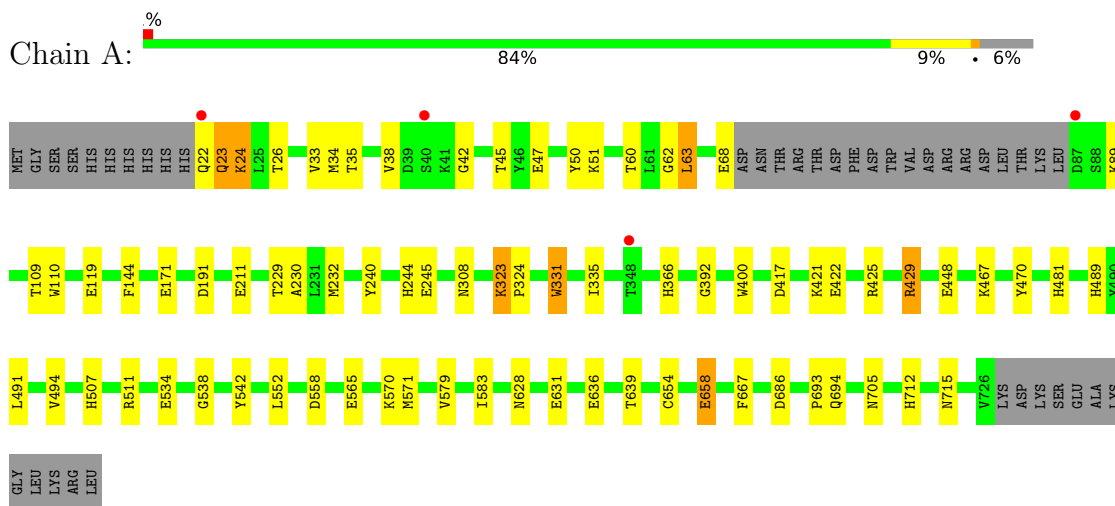 .%
Chain A:
84% 9% • 6%
MET GLY SER SER HIS HIS HIS HIS HIS HIS Q22 Q23 K24 L25 T26 V33 M34 T35 V38 D39 S40 K41 G42 T45 Y46 E47 Y50 K51 T60 L61 G62 L63 E68 ASP ASN THR ARG THR ASP PHE ASP TRP VAL ASP ARG ARG ASP LEU THR LYS LEU D87 S88 K89
T109 W110 E119 F144 E171 D191 E211 T229 A230 L231 M232 Y240 H244 E245 N308 K323 P324 W331 I335 T348 H366 G392 W400 D417 K421 E422 R425 R429 E448 K467 Y470 H481 H489 Y490
L491 V494 H507 R511 E534 G538 Y542 L552 D558 E565 K570 M571 V579 I583 N628 E631 E636 T639 C654 E658 F667 D686 P693 Q694 N705 H712 N715 V726 LYS ASP LYS SER GLU ALA LYS
GLY LEU LYS ARG LEU